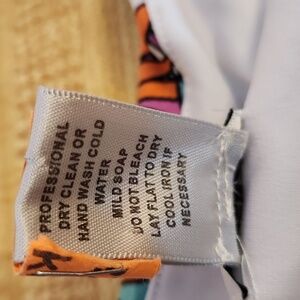 PROFESSIONAL
DRY CLEAN OR
HAND WASH COLD
WATER
MILD SOAP
DO NOT BLEACH
LAY FLAT TO DRY
COOL IRON IF
NECESSARY